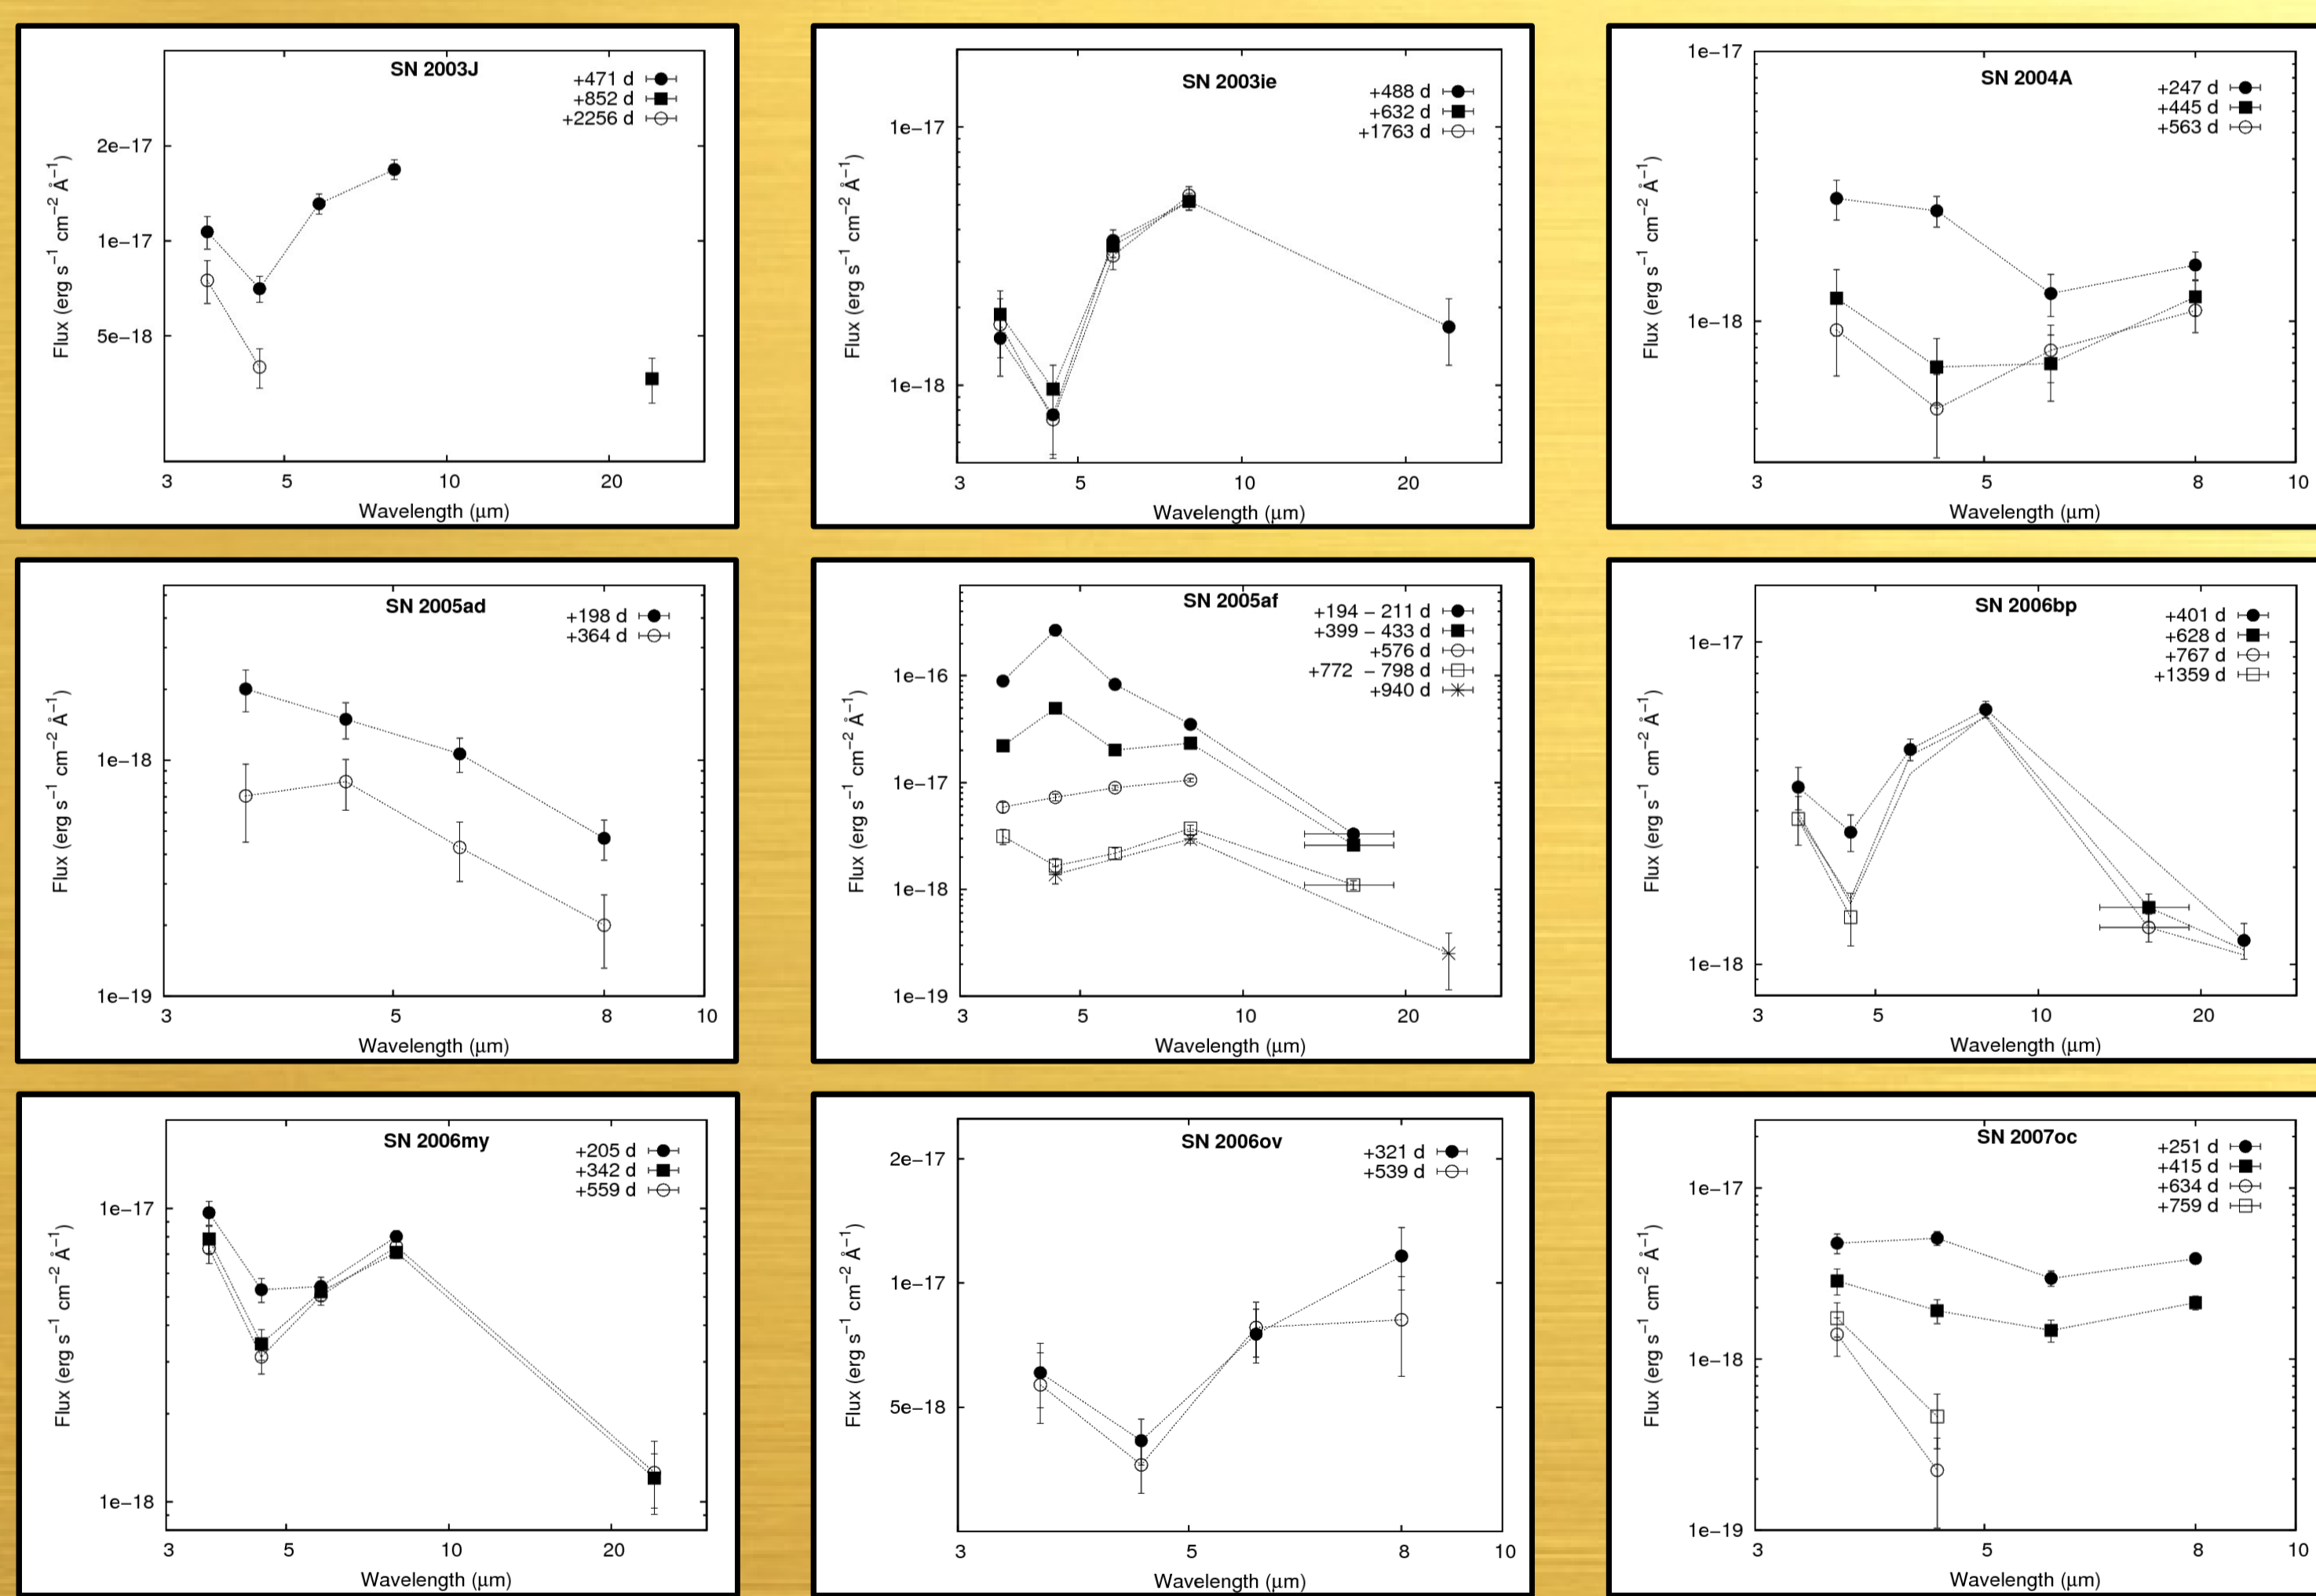 SN 2003J
+471 d
+852 d
+2256 d
2e−17
1e−17
5e−18
Flux (erg s−1 cm−2 Å−1)
3 5 10 20
Wavelength (μm)
SN 2003ie
+488 d
+632 d
+1763 d
1e−17
1e−18
Flux (erg s−1 cm−2 Å−1)
3 5 10 20
Wavelength (μm)
SN 2004A
+247 d
+445 d
+563 d
1e−17
1e−18
Flux (erg s−1 cm−2 Å−1)
3 5 8 10
Wavelength (μm)
SN 2005ad
+198 d
+364 d
1e−18
1e−19
Flux (erg s−1 cm−2 Å−1)
3 5 8 10
Wavelength (μm)
SN 2005af
+194 − 211 d
+399 − 433 d
+576 d
+772 − 798 d
+940 d
1e−16
1e−17
1e−18
1e−19
Flux (erg s−1 cm−2 Å−1)
3 5 10 20
Wavelength (μm)
SN 2006bp
+401 d
+628 d
+767 d
+1359 d
1e−17
1e−18
Flux (erg s−1 cm−2 Å−1)
3 5 10 20
Wavelength (μm)
SN 2006my
+205 d
+342 d
+559 d
1e−17
1e−18
Flux (erg s−1 cm−2 Å−1)
3 5 10 20
Wavelength (μm)
SN 2006ov
+321 d
+539 d
2e−17
1e−17
5e−18
Flux (erg s−1 cm−2 Å−1)
3 5 8 10
Wavelength (μm)
SN 2007oc
+251 d
+415 d
+634 d
+759 d
1e−17
1e−18
1e−19
Flux (erg s−1 cm−2 Å−1)
3 5 8 10
Wavelength (μm)